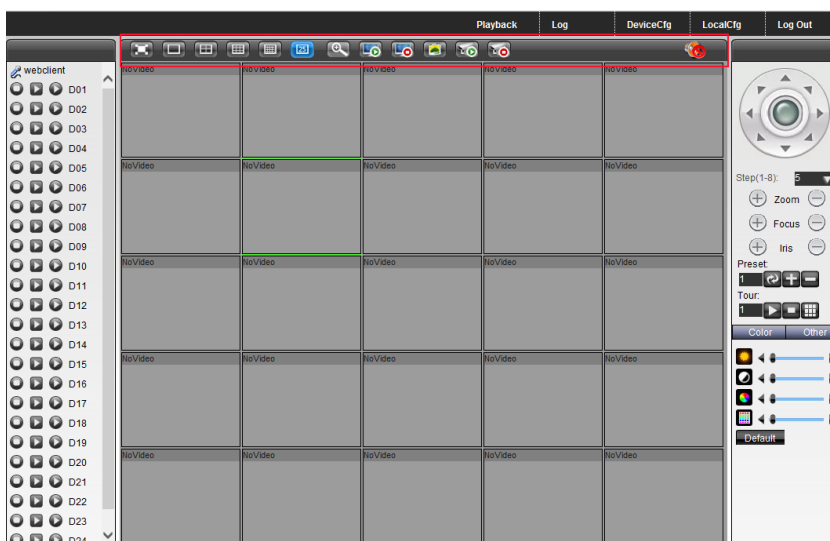 Playback Log DeviceCfg LocalCfg Log Out
webclient
D01
D02
D03
D04
D05
D06
D07
D08
D09
D10
D11
D12
D13
D14
D15
D16
D17
D18
D19
D20
D21
D22
D23
D24
NoVideo NoVideo NoVideo NoVideo NoVideo
NoVideo NoVideo NoVideo NoVideo NoVideo
NoVideo NoVideo NoVideo NoVideo NoVideo
NoVideo NoVideo NoVideo NoVideo NoVideo
NoVideo NoVideo NoVideo NoVideo NoVideo
Step(1-8): 5
Zoom
Focus
Iris
Preset:
1
Tour:
1
Color Other
Default